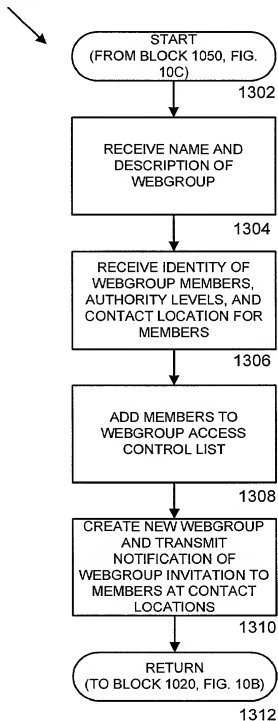 START
(FROM BLOCK 1050, FIG.
10C)
1302
RECEIVE NAME AND
DESCRIPTION OF
WEBGROUP
1304
RECEIVE IDENTITY OF
WEBGROUP MEMBERS,
AUTHORITY LEVELS, AND
CONTACT LOCATION FOR
MEMBERS
1306
ADD MEMBERS TO
WEBGROUP ACCESS
CONTROL LIST
1308
CREATE NEW WEBGROUP
AND TRANSMIT
NOTIFICATION OF
WEBGROUP INVITATION TO
MEMBERS AT CONTACT
LOCATIONS
1310
RETURN
(TO BLOCK 1020, FIG. 10B)
1312